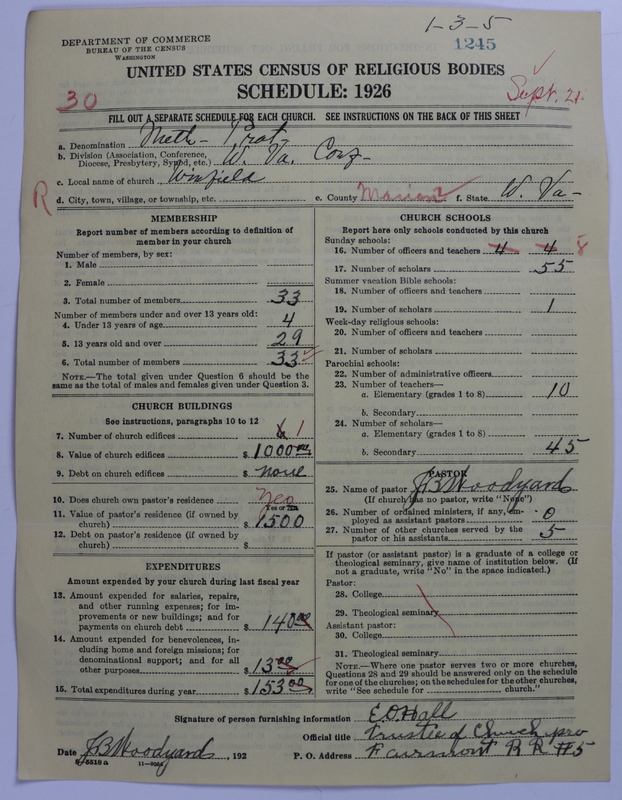 1-3-5
DEPARTMENT OF COMMERCE
BUREAU OF THE CENSUS
WASHINGTON
1245
UNITED STATES CENSUS OF RELIGIOUS BODIES
SCHEDULE: 1926
30
Sept. 21.
FILL OUT A SEPARATE SCHEDULE FOR EACH CHURCH. SEE INSTRUCTIONS ON THE BACK OF THIS SHEET
a. Denomination Meth- Prot-
b. Division (Association, Conference, Diocese, Presbytery, Synod, etc.) W. Va. Conf-
c. Local name of church Winfield
R d. City, town, village, or township, etc. e. County Marion f. State W. Va-
MEMBERSHIP
Report number of members according to definition of
member in your church
Number of members, by sex:
1. Male
2. Female
3. Total number of members 33
Number of members under and over 13 years old:
4. Under 13 years of age 4
5. 13 years old and over 29
6. Total number of members 33
NOTE.—The total given under Question 6 should be the
same as the total of males and females given under Question 3.
CHURCH BUILDINGS
See instructions, paragraphs 10 to 12
7. Number of church edifices 1
8. Value of church edifices $ 1000.00
9. Debt on church edifices $ none
10. Does church own pastor's residence Yes
Yes or No
11. Value of pastor's residence (if owned by
church) $ 1500
12. Debt on pastor's residence (if owned by
church) $
EXPENDITURES
Amount expended by your church during last fiscal year
13. Amount expended for salaries, repairs,
and other running expenses; for im-
provements or new buildings; and for
payments on church debt $ 140.00
14. Amount expended for benevolences, in-
cluding home and foreign missions; for
denominational support; and for all
other purposes $ 13.00
15. Total expenditures during year $ 153.00
CHURCH SCHOOLS
Report here only schools conducted by this church
Sunday schools:
16. Number of officers and teachers 4 4 8
17. Number of scholars 55
Summer vacation Bible schools:
18. Number of officers and teachers
19. Number of scholars 1
Week-day religious schools:
20. Number of officers and teachers
21. Number of scholars
Parochial schools:
22. Number of administrative officers
23. Number of teachers—
a. Elementary (grades 1 to 8) 10
b. Secondary
24. Number of scholars—
a. Elementary (grades 1 to 8)
b. Secondary 45
PASTOR
25. Name of pastor J B Woodyard
(If church has no pastor, write "None")
26. Number of ordained ministers, if any, em-
ployed as assistant pastors 0
27. Number of other churches served by the
pastor or his assistants 5
If pastor (or assistant pastor) is a graduate of a college or
theological seminary, give name of institution below. (If
not a graduate, write "No" in the space indicated.)
Pastor:
28. College
29. Theological seminary
Assistant pastor:
30. College
31. Theological seminary
NOTE.—Where one pastor serves two or more churches,
Questions 28 and 29 should be answered only on the schedule
for one of the churches; on the schedules for the other churches,
write "See schedule for church."
Signature of person furnishing information E. O. Hall
Official title Trustee of Church pro
Date J B Woodyard, 192 P. O. Address Fairmont RR #5
8-5518 a